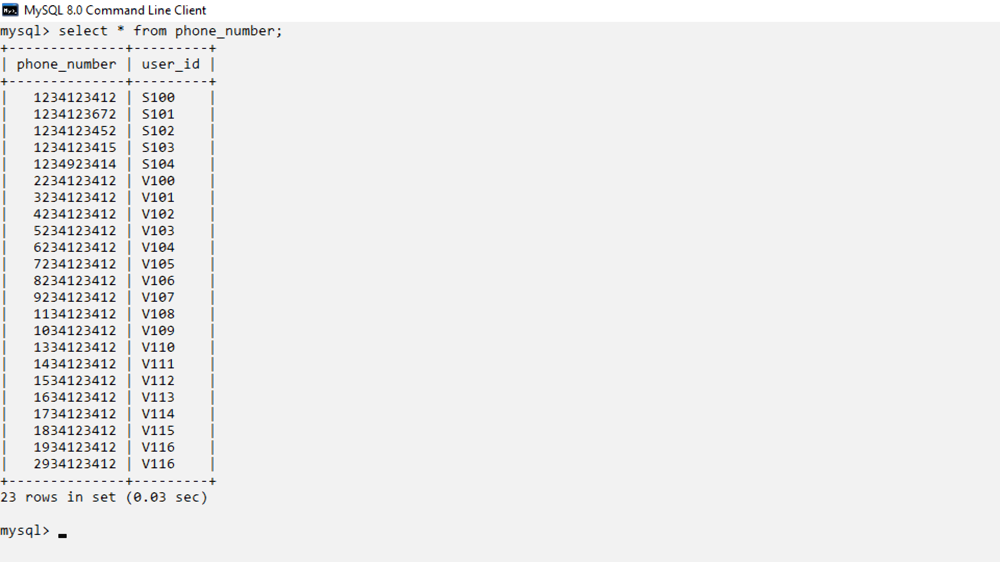 MySQL 8.0 Command Line Client
mysql> select * from phone_number;
+--------------+---------+
| phone_number | user_id |
+--------------+---------+
|   1234123412 | S100    |
|   1234123672 | S101    |
|   1234123452 | S102    |
|   1234123415 | S103    |
|   1234923414 | S104    |
|   2234123412 | V100    |
|   3234123412 | V101    |
|   4234123412 | V102    |
|   5234123412 | V103    |
|   6234123412 | V104    |
|   7234123412 | V105    |
|   8234123412 | V106    |
|   9234123412 | V107    |
|   1134123412 | V108    |
|   1034123412 | V109    |
|   1334123412 | V110    |
|   1434123412 | V111    |
|   1534123412 | V112    |
|   1634123412 | V113    |
|   1734123412 | V114    |
|   1834123412 | V115    |
|   1934123412 | V116    |
|   2934123412 | V116    |
+--------------+---------+
23 rows in set (0.03 sec)
mysql> _